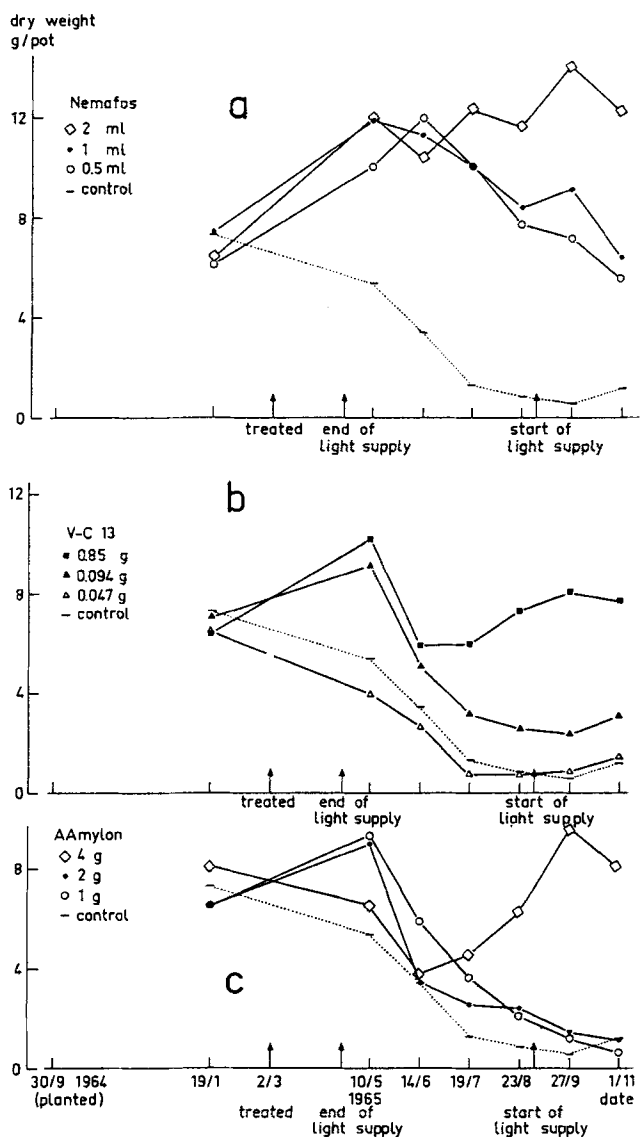 dry weight
g/pot
12
8
4
0
a
Nemafos
2 ml
1 ml
0.5 ml
control
treated end of light supply
start of light supply
12
8
4
0
b
V-C 13
0.85 g
0.094 g
0.047 g
control
treated end of light supply
start of light supply
8
4
0
c
AAmylon
4 g
2 g
1 g
control
30/9 1964 19/1 2/3 10/5 14/6 19/7 23/8 27/9 1/11
(planted) 1965 date
treated end of light supply
start of light supply